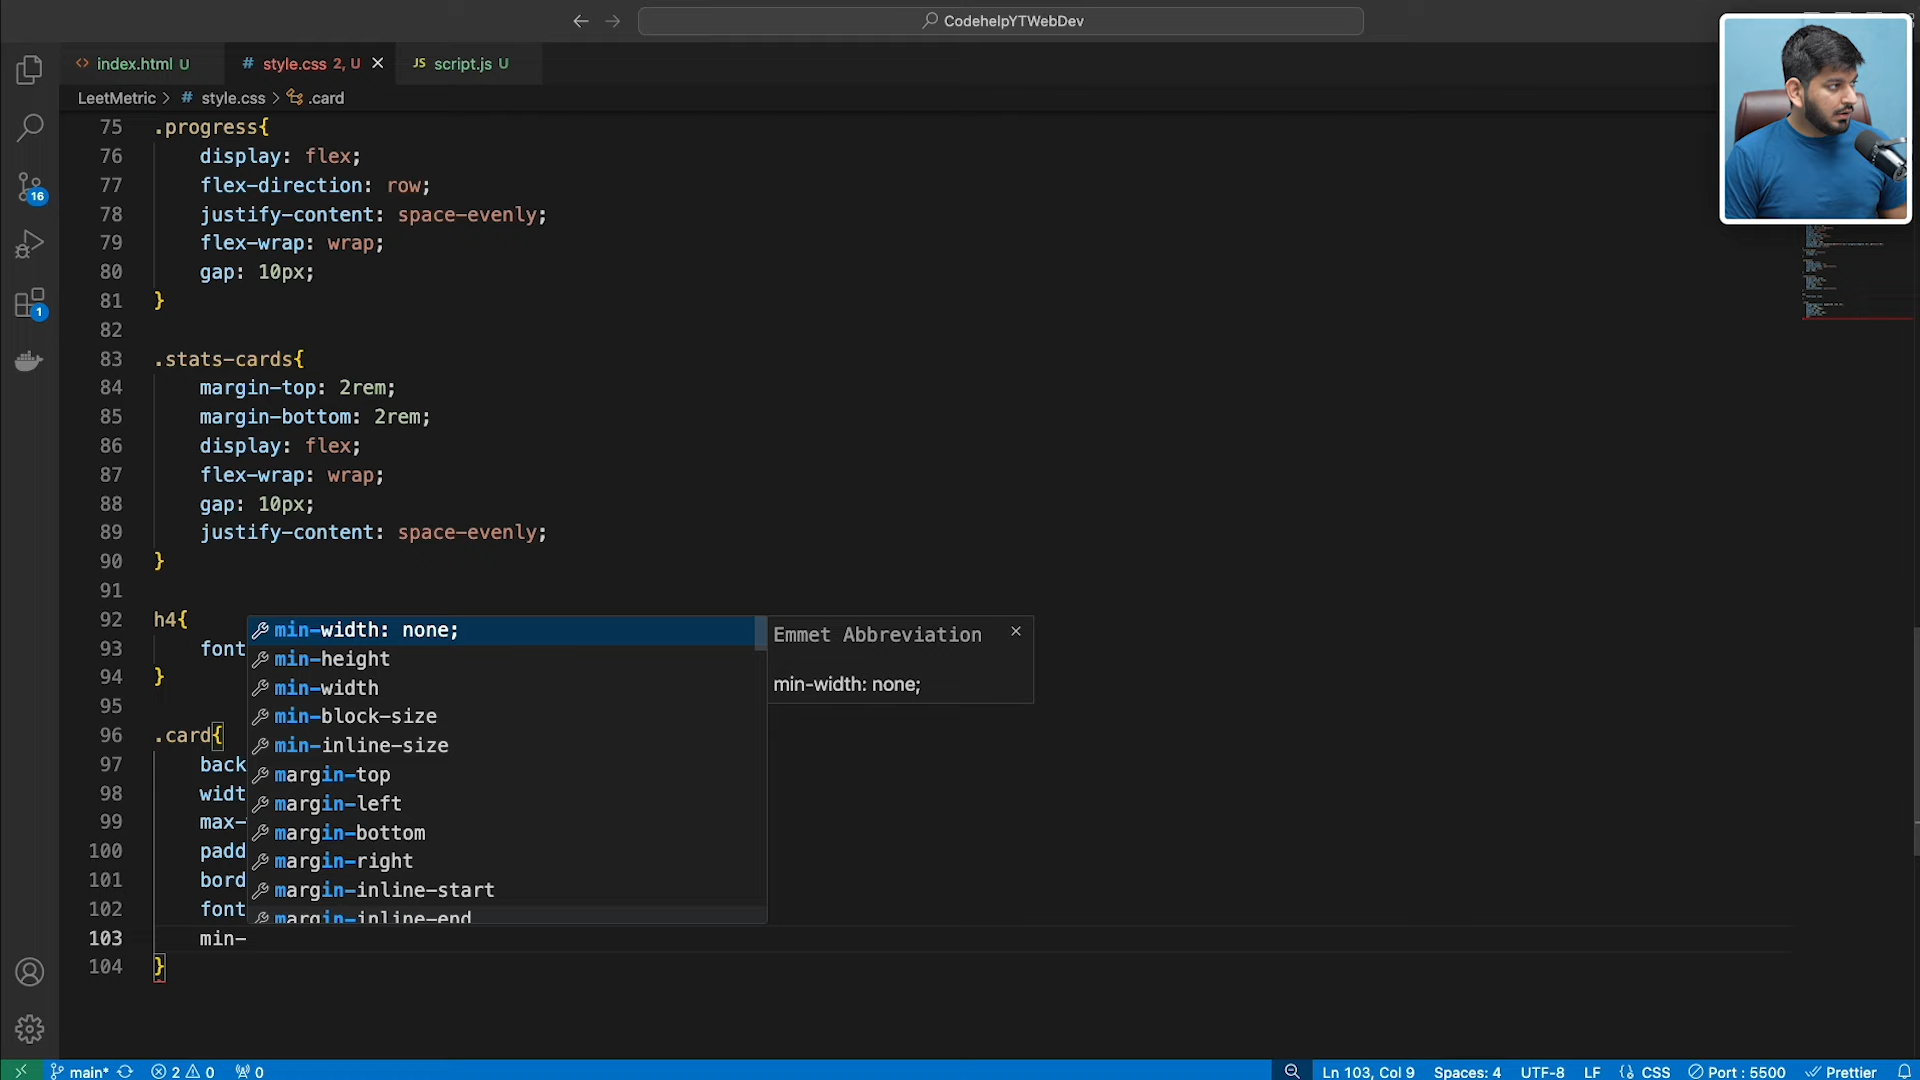 CodehelpYTWebDev
index.html U
style.css 2, U
JS script.js U
LeetMetric > # style.css > .card
75 .progress{
76 display: flex;
77 flex-direction: row;
78 justify-content: space-evenly;
79 flex-wrap: wrap;
80 gap: 10px;
81 }
82
83 .stats-cards{
84 margin-top: 2rem;
85 margin-bottom: 2rem;
86 display: flex;
87 flex-wrap: wrap;
88 gap: 10px;
89 justify-content: space-evenly;
90 }
91
92 h4{
93 font
94 }
95
96 .card{
97 back
98 widt
99 max-
100 padd
101 bord
102 font
103 min-
104 }
min-width: none;
min-height
min-width
min-block-size
min-inline-size
margin-top
margin-left
margin-bottom
margin-right
margin-inline-start
margin-inline-end
Emmet Abbreviation
min-width: none;
16
1
main* 2 0 0
Ln 103, Col 9 Spaces: 4 UTF-8 LF {} CSS Port : 5500 Prettier